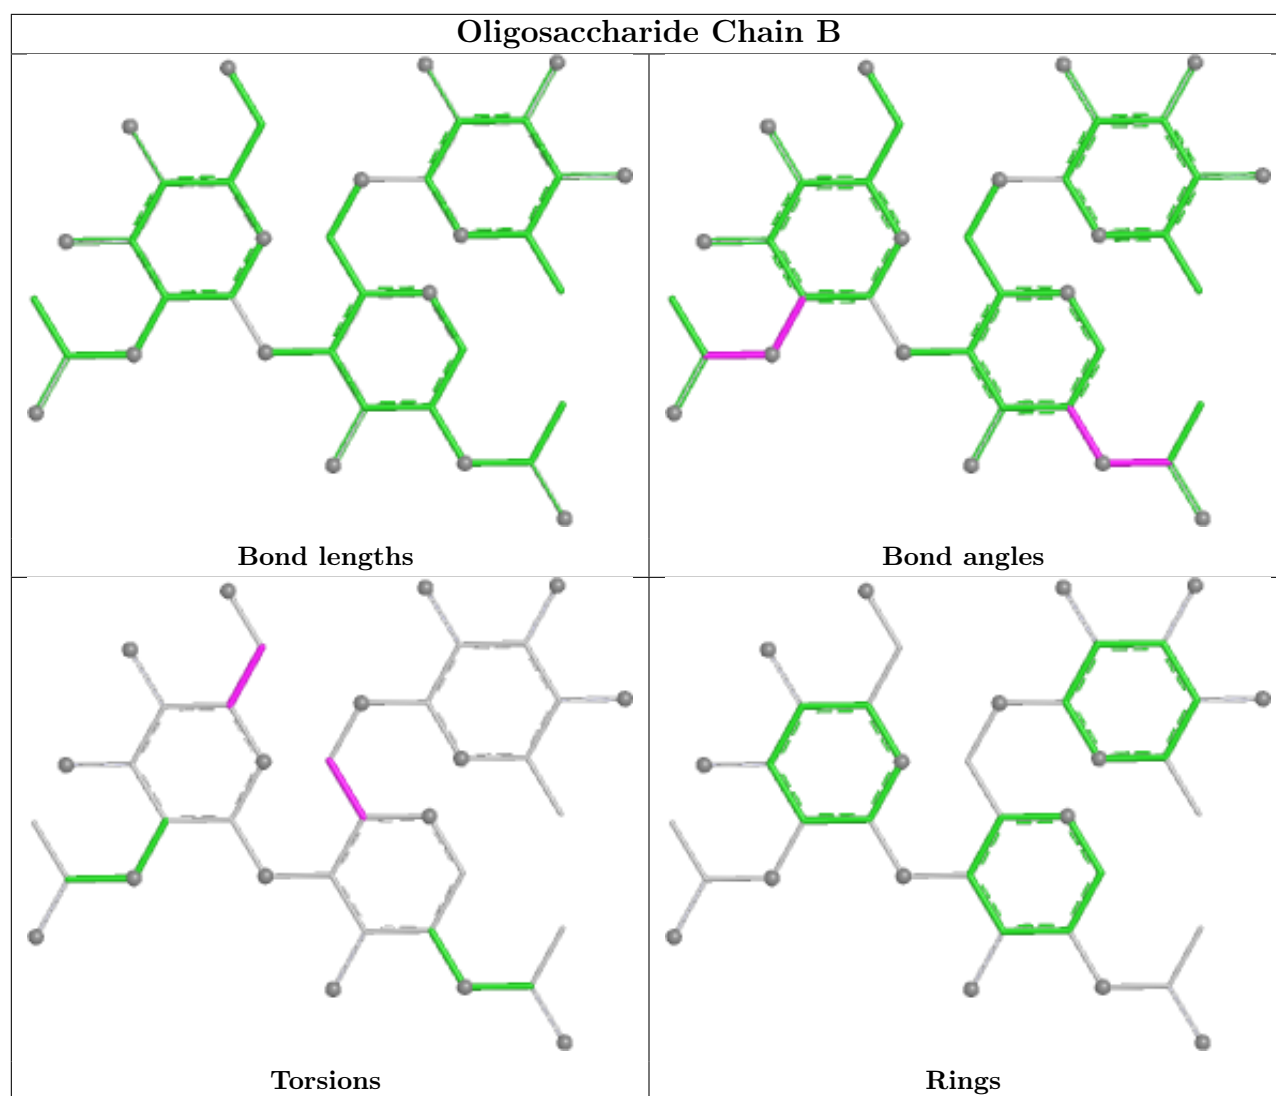 Oligosaccharide Chain B
Bond lengths
Bond angles
Torsions
Rings